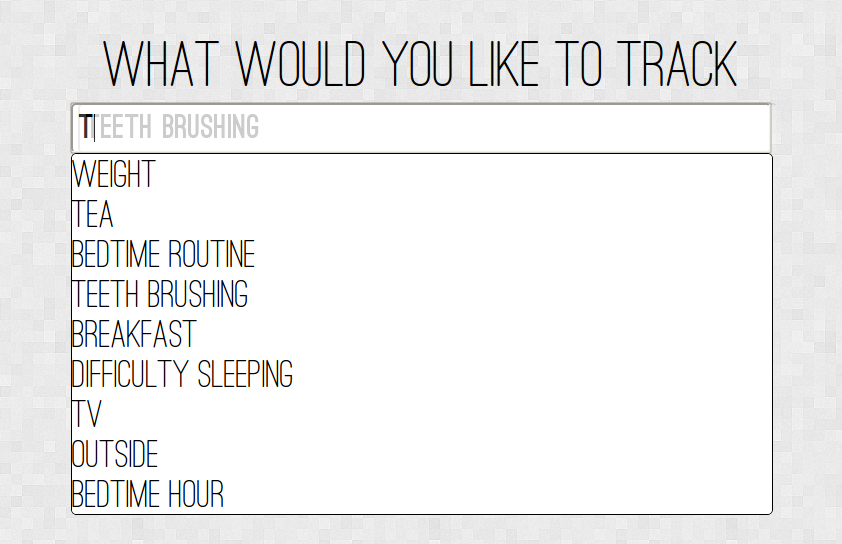 WHAT WOULD YOU LIKE TO TRACK
TEETH BRUSHING
WEIGHT
TEA
BEDTIME ROUTINE
TEETH BRUSHING
BREAKFAST
DIFFICULTY SLEEPING
TV
OUTSIDE
BEDTIME HOUR